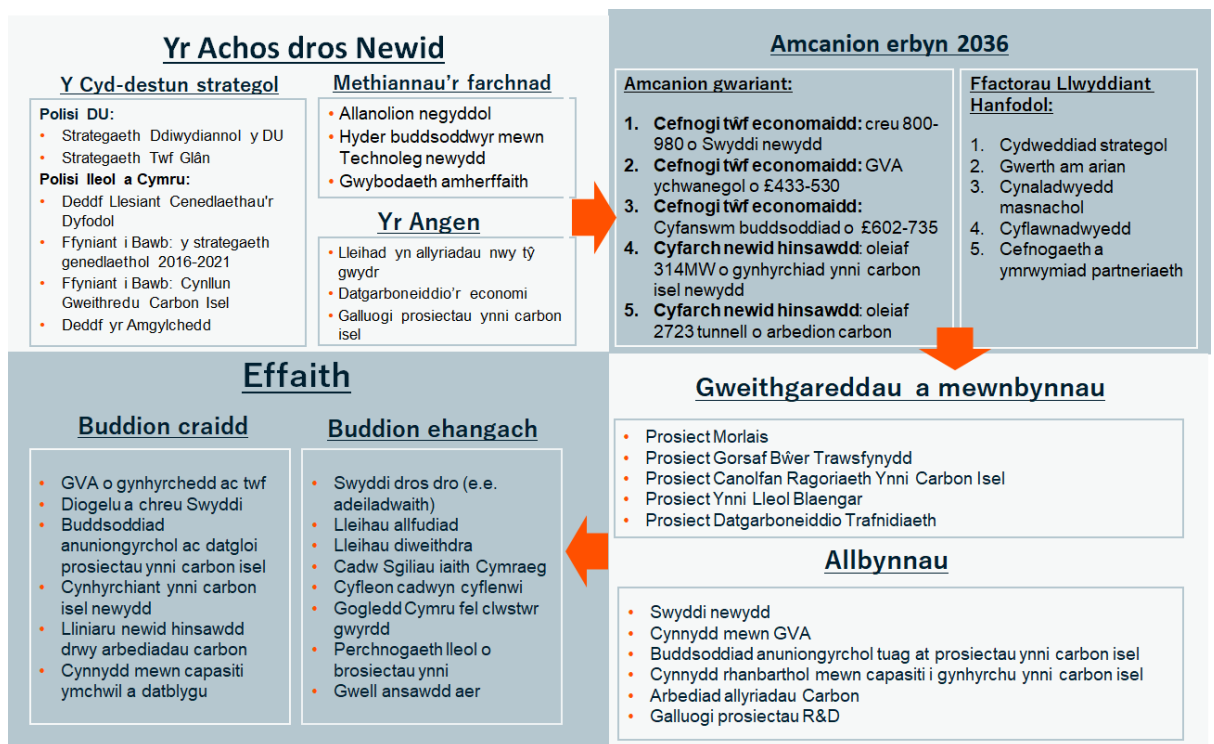 Yr Achos dros Newid
Y Cyd-destun strategol
Polisi DU:
• Strategaeth Ddiwydiannol y DU
• Strategaeth Twf Glân
Polisi lleol a Cymru:
• Deddf Llesiant Cenedlaethau'r
Dyfodol
• Ffyniant i Bawb: y strategaeth
genedlaethol 2016-2021
• Ffyniant i Bawb: Cynllun
Gweithredu Carbon Isel
• Deddf yr Amgylchedd
Methiannau'r farchnad
• Allanolion negyddol
• Hyder buddsoddwyr mewn
Technoleg newydd
• Gwybodaeth amherffaith
Yr Angen
• Lleihad yn allyriadau nwy tŷ
gwydr
• Datgarboneiddio'r economi
• Galluogi prosiectau ynni carbon
isel
Amcanion erbyn 2036
Amcanion gwariant:
1. Cefnogi tŵf economaidd: creu 800-
980 o Swyddi newydd
2. Cefnogi tŵf economaidd: GVA
ychwanegol o £433-530
3. Cefnogi tŵf economaidd:
Cyfanswm buddsoddiad o £602-735
4. Cyfarch newid hinsawdd: oleiaf
314MW o gynhyrchiad ynni carbon
isel newydd
5. Cyfarch newid hinsawdd: oleiaf
2723 tunnell o arbedion carbon
Ffactorau Llwyddiant
Hanfodol:
1. Cydweddiad strategol
2. Gwerth am arian
3. Cynaladwyedd
masnachol
4. Cyflawnadwyedd
5. Cefnogaeth a
ymrwymiad partneriaeth
Gweithgareddau a mewnbynnau
• Prosiect Morlais
• Prosiect Gorsaf Bŵer Trawsfynydd
• Prosiect Canolfan Ragoriaeth Ynni Carbon Isel
• Prosiect Ynni Lleol Blaengar
• Prosiect Datgarboneiddio Trafnidiaeth
Allbynnau
• Swyddi newydd
• Cynnydd mewn GVA
• Buddsoddiad anuniongyrchol tuag at prosiectau ynni carbon isel
• Cynnydd rhanbarthol mewn capasiti i gynhyrchu ynni carbon isel
• Arbediad allyriadau Carbon
• Galluogi prosiectau R&D
Effaith
Buddion craidd
• GVA o gynhyrchedd ac twf
• Diogelu a chreu Swyddi
• Buddsoddiad
anuniongyrchol ac datgloi
prosiectau ynni carbon isel
• Cynhyrchiant ynni carbon
isel newydd
• Lliniaru newid hinsawdd
drwy arbediadau carbon
• Cynnydd mewn capasiti
ymchwil a datblygu
Buddion ehangach
• Swyddi dros dro (e.e.
adeiladwaith)
• Lleihau allfudiad
• Lleihau diweithdra
• Cadw Sgiliau iaith Cymraeg
• Cyfleon cadwyn cyflenwi
• Gogledd Cymru fel clwstwr
gwyrdd
• Perchnogaeth lleol o
brosiectau ynni
• Gwell ansawdd aer